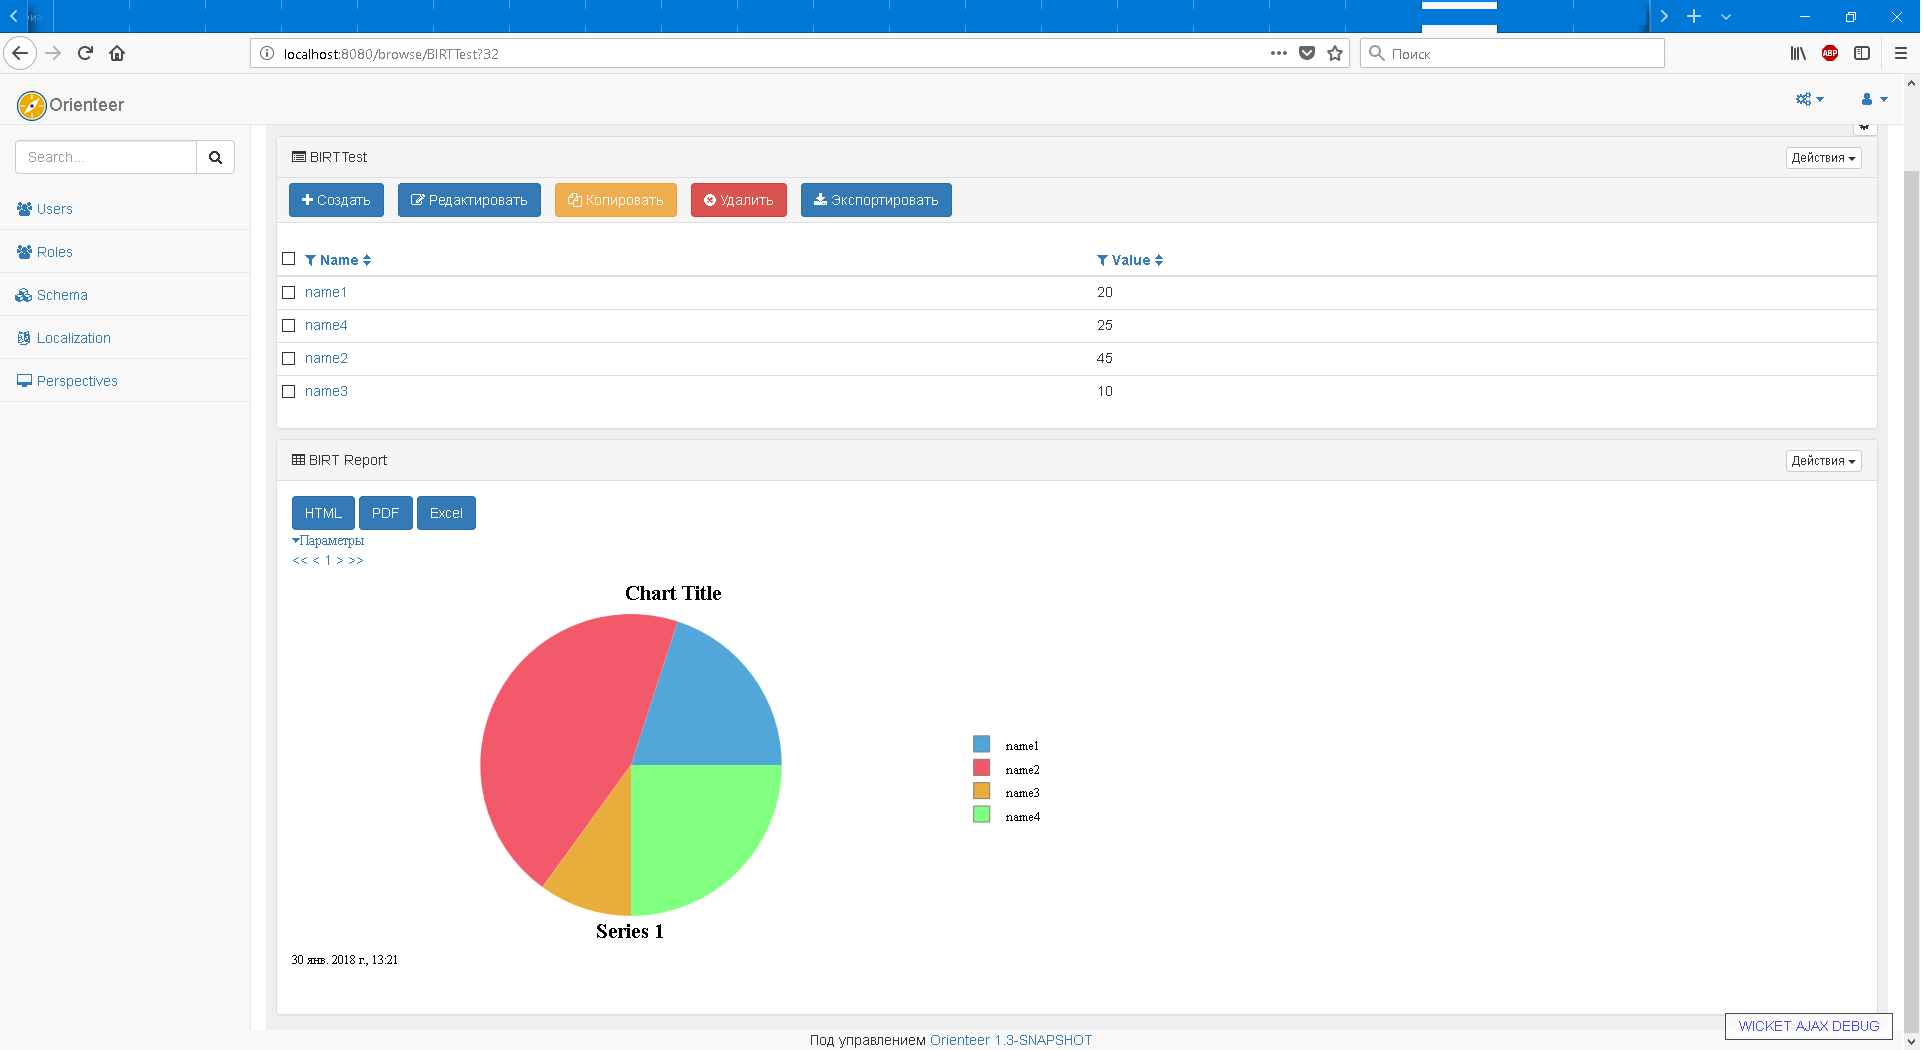 localhost:8080/browse/BIRTTest?32
Поиск
ABP
Orienteer
Search...
Users
Roles
Schema
Localization
Perspectives
BIRTTest
Действия
Создать
Редактировать
Копировать
Удалить
Экспортировать
Name Value
name1 20
name4 25
name2 45
name3 10
BIRT Report
Действия
HTML PDF Excel
Параметры
<< < 1 > >>
Chart Title
name1
name2
name3
name4
Series 1
30 янв. 2018 г., 13:21
WICKET AJAX DEBUG
Под управлением Orienteer 1.3-SNAPSHOT